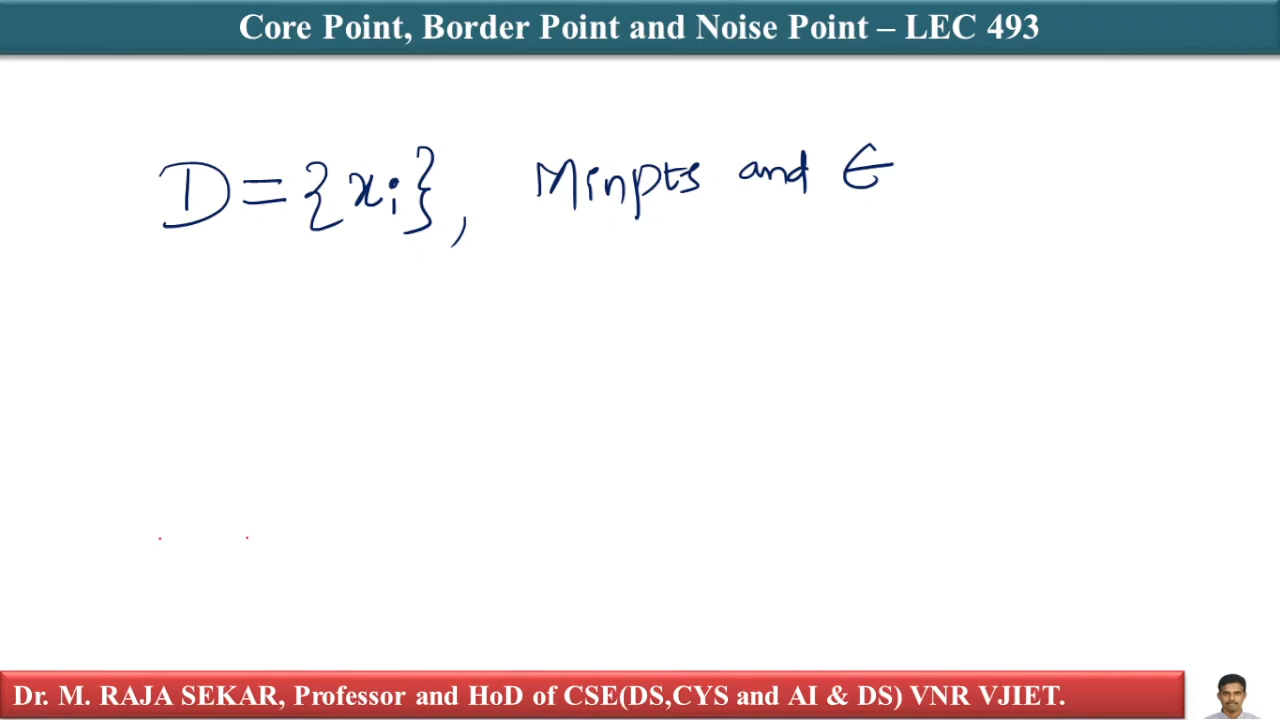 Core Point, Border Point and Noise Point – LEC 493
D = {xi}, Minpts and ∈
Dr. M. RAJA SEKAR, Professor and HoD of CSE(DS,CYS and AI & DS) VNR VJIET.